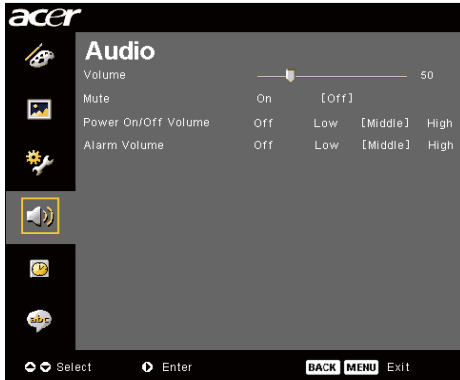 acer
Audio
Volume 50
Mute On [Off]
Power On/Off Volume Off Low [Middle] High
Alarm Volume Off Low [Middle] High
abc
Select Enter BACK MENU Exit